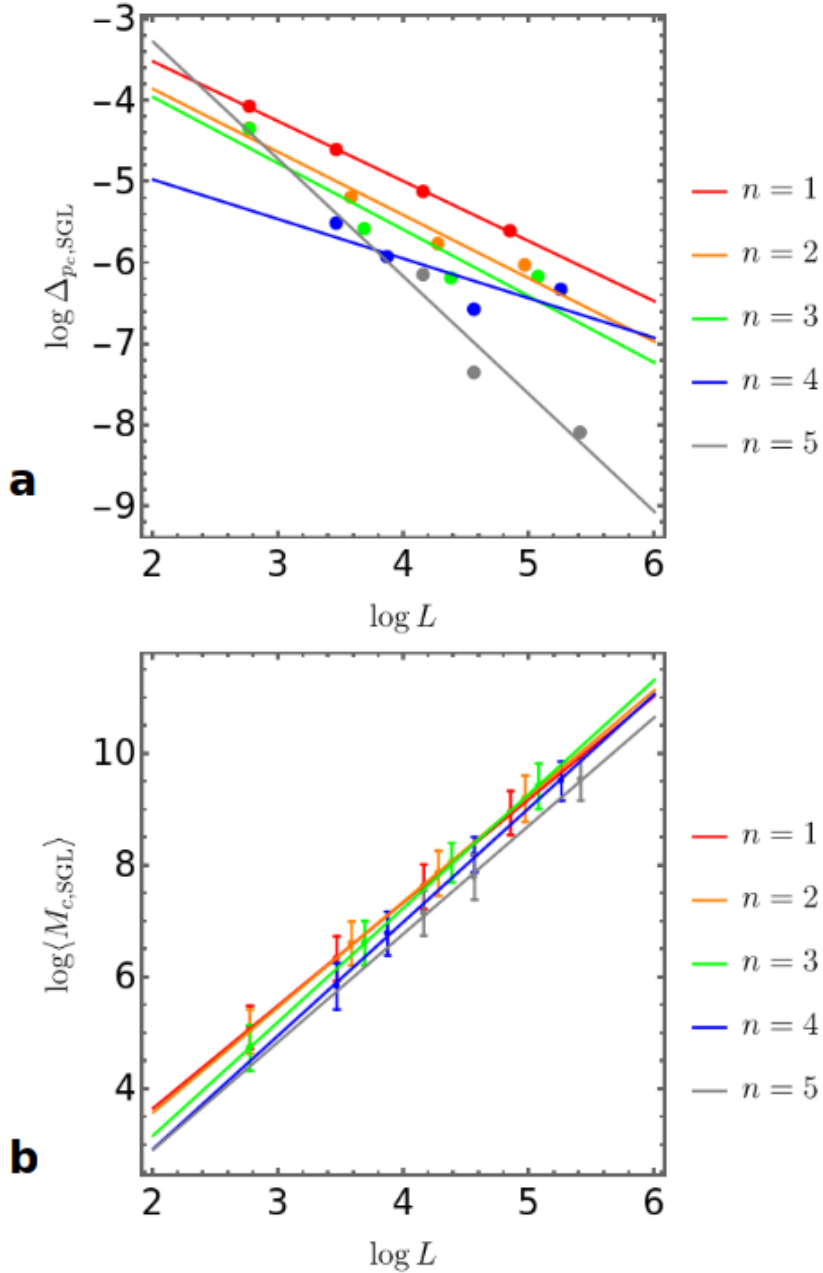 −3
−4
−5
−6
−7
−8
−9
log Δ_{p_c,SGL}
2 3 4 5 6
log L
n = 1
n = 2
n = 3
n = 4
n = 5
a
10
8
6
4
log⟨M_{c,SGL}⟩
2 3 4 5 6
log L
n = 1
n = 2
n = 3
n = 4
n = 5
b